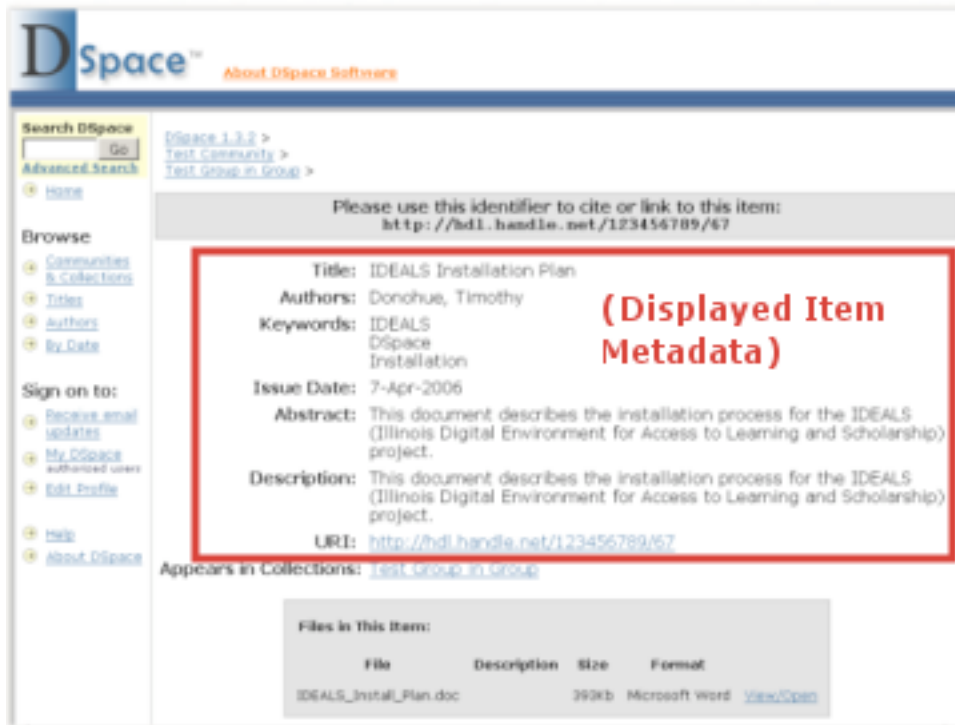 DSpace™ About DSpace Software
Search DSpace
Go
Advanced Search
Home
Browse
Communities
& Collections
Titles
Authors
By Date
Sign on to:
Receive email
updates
My DSpace
authorized users
Edit Profile
Help
About DSpace
DSpace 1.3.2 >
Test Community >
Test Group in Group >
Please use this identifier to cite or link to this item:
http://hdl.handle.net/123456789/67
(Displayed Item
Metadata)
Title: IDEALS Installation Plan
Authors: Donohue, Timothy
Keywords: IDEALS
DSpace
Installation
Issue Date: 7-Apr-2006
Abstract: This document describes the installation process for the IDEALS
(Illinois Digital Environment for Access to Learning and Scholarship)
project.
Description: This document describes the installation process for the IDEALS
(Illinois Digital Environment for Access to Learning and Scholarship)
project.
URI: http://hdl.handle.net/123456789/67
Appears in Collections: Test Group in Group
Files in This Item:
File Description Size Format
IDEALS_Install_Plan.doc 393Kb Microsoft Word View/Open